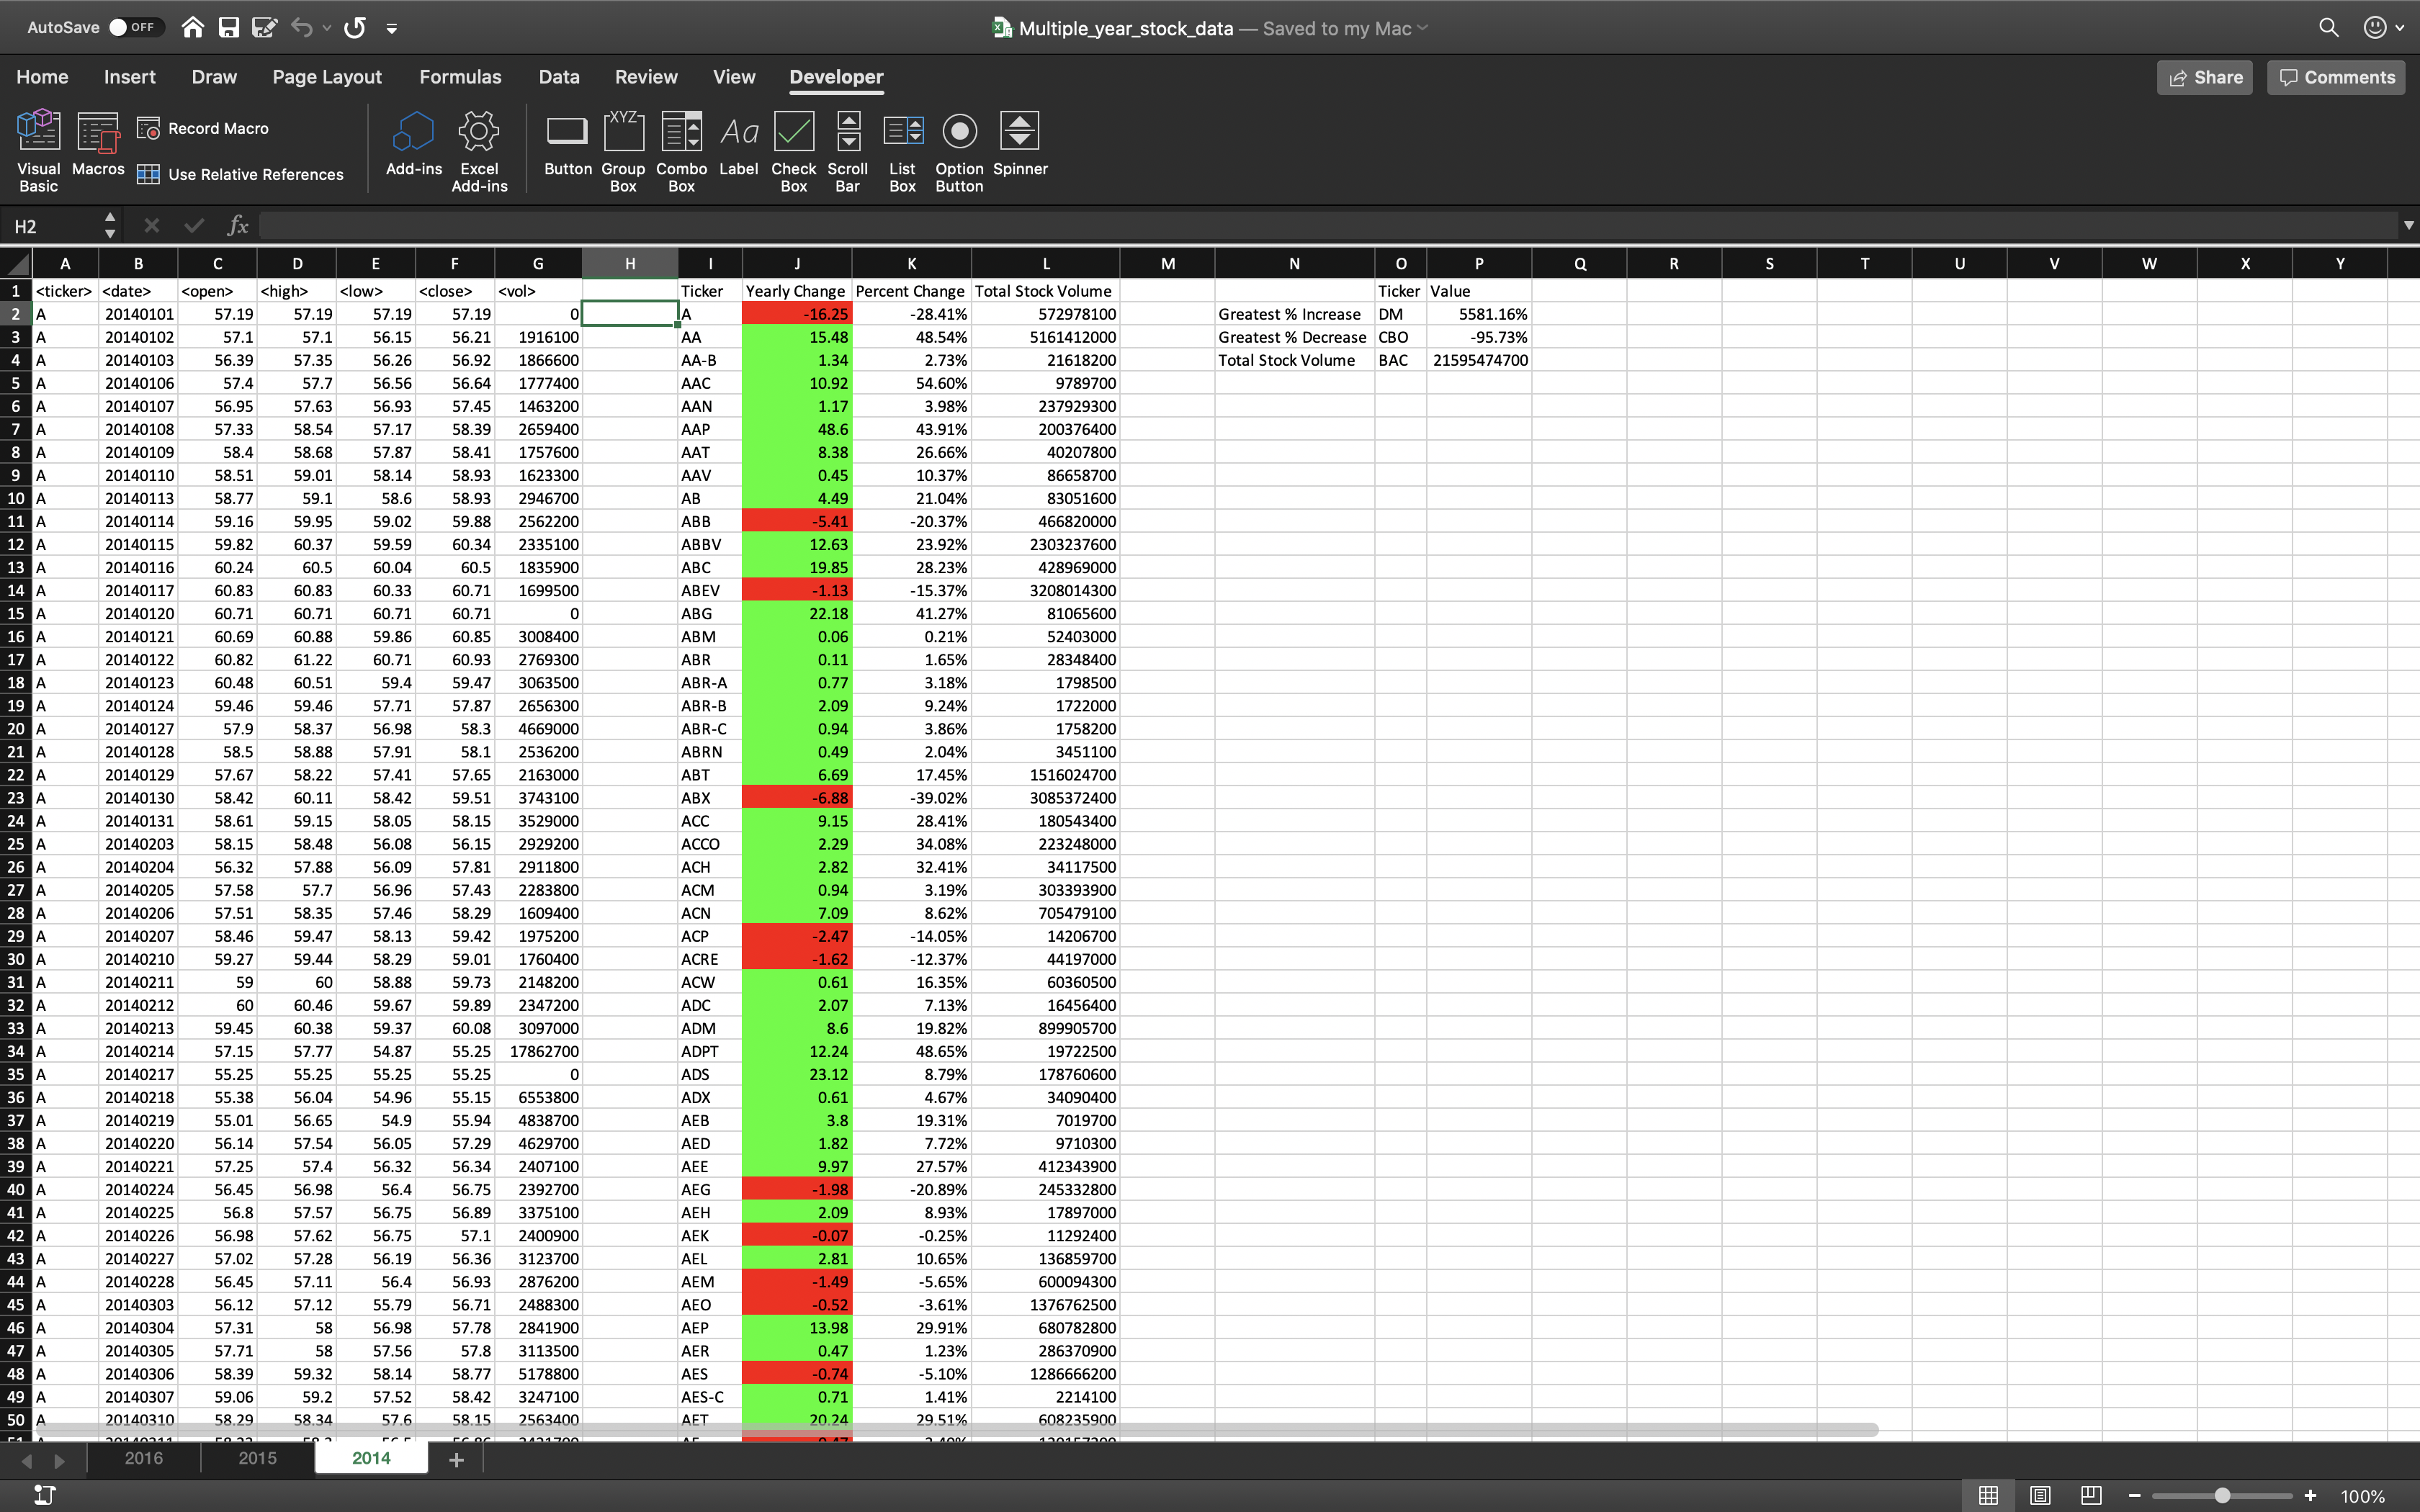 AutoSave OFF Multiple_year_stock_data — Saved to my Mac
Home Insert Draw Page Layout Formulas Data Review View Developer Share Comments
Visual Basic Macros Record Macro Use Relative References Add-ins Excel Add-ins Button Group Box Combo Box Label Check Box Scroll Bar List Box Option Button Spinner
H2 fx
A B C D E F G H I J K L M N O P Q R S T U V W X Y
1 <ticker> <date> <open> <high> <low> <close> <vol> Ticker Yearly Change Percent Change Total Stock Volume Ticker Value
2 A 20140101 57.19 57.19 57.19 57.19 0 A -16.25 -28.41% 572978100 Greatest % Increase DM 5581.16%
3 A 20140102 57.1 57.1 56.15 56.21 1916100 AA 15.48 48.54% 5161412000 Greatest % Decrease CBO -95.73%
4 A 20140103 56.39 57.35 56.26 56.92 1866600 AA-B 1.34 2.73% 21618200 Total Stock Volume BAC 21595474700
5 A 20140106 57.4 57.7 56.56 56.64 1777400 AAC 10.92 54.60% 9789700
6 A 20140107 56.95 57.63 56.93 57.45 1463200 AAN 1.17 3.98% 237929300
7 A 20140108 57.33 58.54 57.17 58.39 2659400 AAP 48.6 43.91% 200376400
8 A 20140109 58.4 58.68 57.87 58.41 1757600 AAT 8.38 26.66% 40207800
9 A 20140110 58.51 59.01 58.14 58.93 1623300 AAV 0.45 10.37% 86658700
10 A 20140113 58.77 59.1 58.6 58.93 2946700 AB 4.49 21.04% 83051600
11 A 20140114 59.16 59.95 59.02 59.88 2562200 ABB -5.41 -20.37% 466820000
12 A 20140115 59.82 60.37 59.59 60.34 2335100 ABBV 12.63 23.92% 2303237600
13 A 20140116 60.24 60.5 60.04 60.5 1835900 ABC 19.85 28.23% 428969000
14 A 20140117 60.83 60.83 60.33 60.71 1699500 ABEV -1.13 -15.37% 3208014300
15 A 20140120 60.71 60.71 60.71 60.71 0 ABG 22.18 41.27% 81065600
16 A 20140121 60.69 60.88 59.86 60.85 3008400 ABM 0.06 0.21% 52403000
17 A 20140122 60.82 61.22 60.71 60.93 2769300 ABR 0.11 1.65% 28348400
18 A 20140123 60.48 60.51 59.4 59.47 3063500 ABR-A 0.77 3.18% 1798500
19 A 20140124 59.46 59.46 57.71 57.87 2656300 ABR-B 2.09 9.24% 1722000
20 A 20140127 57.9 58.37 56.98 58.3 4669000 ABR-C 0.94 3.86% 1758200
21 A 20140128 58.5 58.88 57.91 58.1 2536200 ABRN 0.49 2.04% 3451100
22 A 20140129 57.67 58.22 57.41 57.65 2163000 ABT 6.69 17.45% 1516024700
23 A 20140130 58.42 60.11 58.42 59.51 3743100 ABX -6.88 -39.02% 3085372400
24 A 20140131 58.61 59.15 58.05 58.15 3529000 ACC 9.15 28.41% 180543400
25 A 20140203 58.15 58.48 56.08 56.15 2929200 ACCO 2.29 34.08% 223248000
26 A 20140204 56.32 57.88 56.09 57.81 2911800 ACH 2.82 32.41% 34117500
27 A 20140205 57.58 57.7 56.96 57.43 2283800 ACM 0.94 3.19% 303393900
28 A 20140206 57.51 58.35 57.46 58.29 1609400 ACN 7.09 8.62% 705479100
29 A 20140207 58.46 59.47 58.13 59.42 1975200 ACP -2.47 -14.05% 14206700
30 A 20140210 59.27 59.44 58.29 59.01 1760400 ACRE -1.62 -12.37% 44197000
31 A 20140211 59 60 58.88 59.73 2148200 ACW 0.61 16.35% 60360500
32 A 20140212 60 60.46 59.67 59.89 2347200 ADC 2.07 7.13% 16456400
33 A 20140213 59.45 60.38 59.37 60.08 3097000 ADM 8.6 19.82% 899905700
34 A 20140214 57.15 57.77 54.87 55.25 17862700 ADPT 12.24 48.65% 19722500
35 A 20140217 55.25 55.25 55.25 55.25 0 ADS 23.12 8.79% 178760600
36 A 20140218 55.38 56.04 54.96 55.15 6553800 ADX 0.61 4.67% 34090400
37 A 20140219 55.01 56.65 54.9 55.94 4838700 AEB 3.8 19.31% 7019700
38 A 20140220 56.14 57.54 56.05 57.29 4629700 AED 1.82 7.72% 9710300
39 A 20140221 57.25 57.4 56.32 56.34 2407100 AEE 9.97 27.57% 412343900
40 A 20140224 56.45 56.98 56.4 56.75 2392700 AEG -1.98 -20.89% 245332800
41 A 20140225 56.8 57.57 56.75 56.89 3375100 AEH 2.09 8.93% 17897000
42 A 20140226 56.98 57.62 56.75 57.1 2400900 AEK -0.07 -0.25% 11292400
43 A 20140227 57.02 57.28 56.19 56.36 3123700 AEL 2.81 10.65% 136859700
44 A 20140228 56.45 57.11 56.4 56.93 2876200 AEM -1.49 -5.65% 600094300
45 A 20140303 56.12 57.12 55.79 56.71 2488300 AEO -0.52 -3.61% 1376762500
46 A 20140304 57.31 58 56.98 57.78 2841900 AEP 13.98 29.91% 680782800
47 A 20140305 57.71 58 57.56 57.8 3113500 AER 0.47 1.23% 286370900
48 A 20140306 58.39 59.32 58.14 58.77 5178800 AES -0.74 -5.10% 1286666200
49 A 20140307 59.06 59.2 57.52 58.42 3247100 AES-C 0.71 1.41% 2214100
50 A 20140310 58.29 58.34 57.6 58.15 2563400 AET 20.24 29.51% 608235900
2016 2015 2014 +
100%